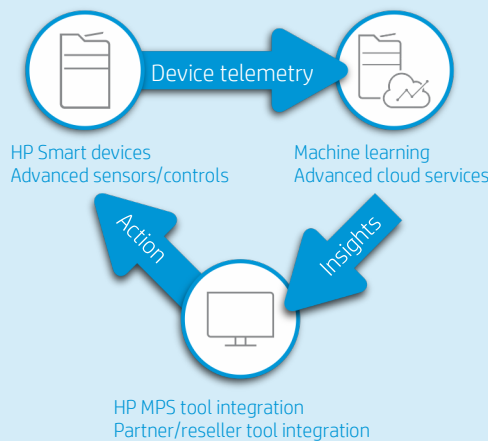 Device telemetry
HP Smart devices
Advanced sensors/controls
Machine learning
Advanced cloud services
Action
Insights
HP MPS tool integration
Partner/reseller tool integration